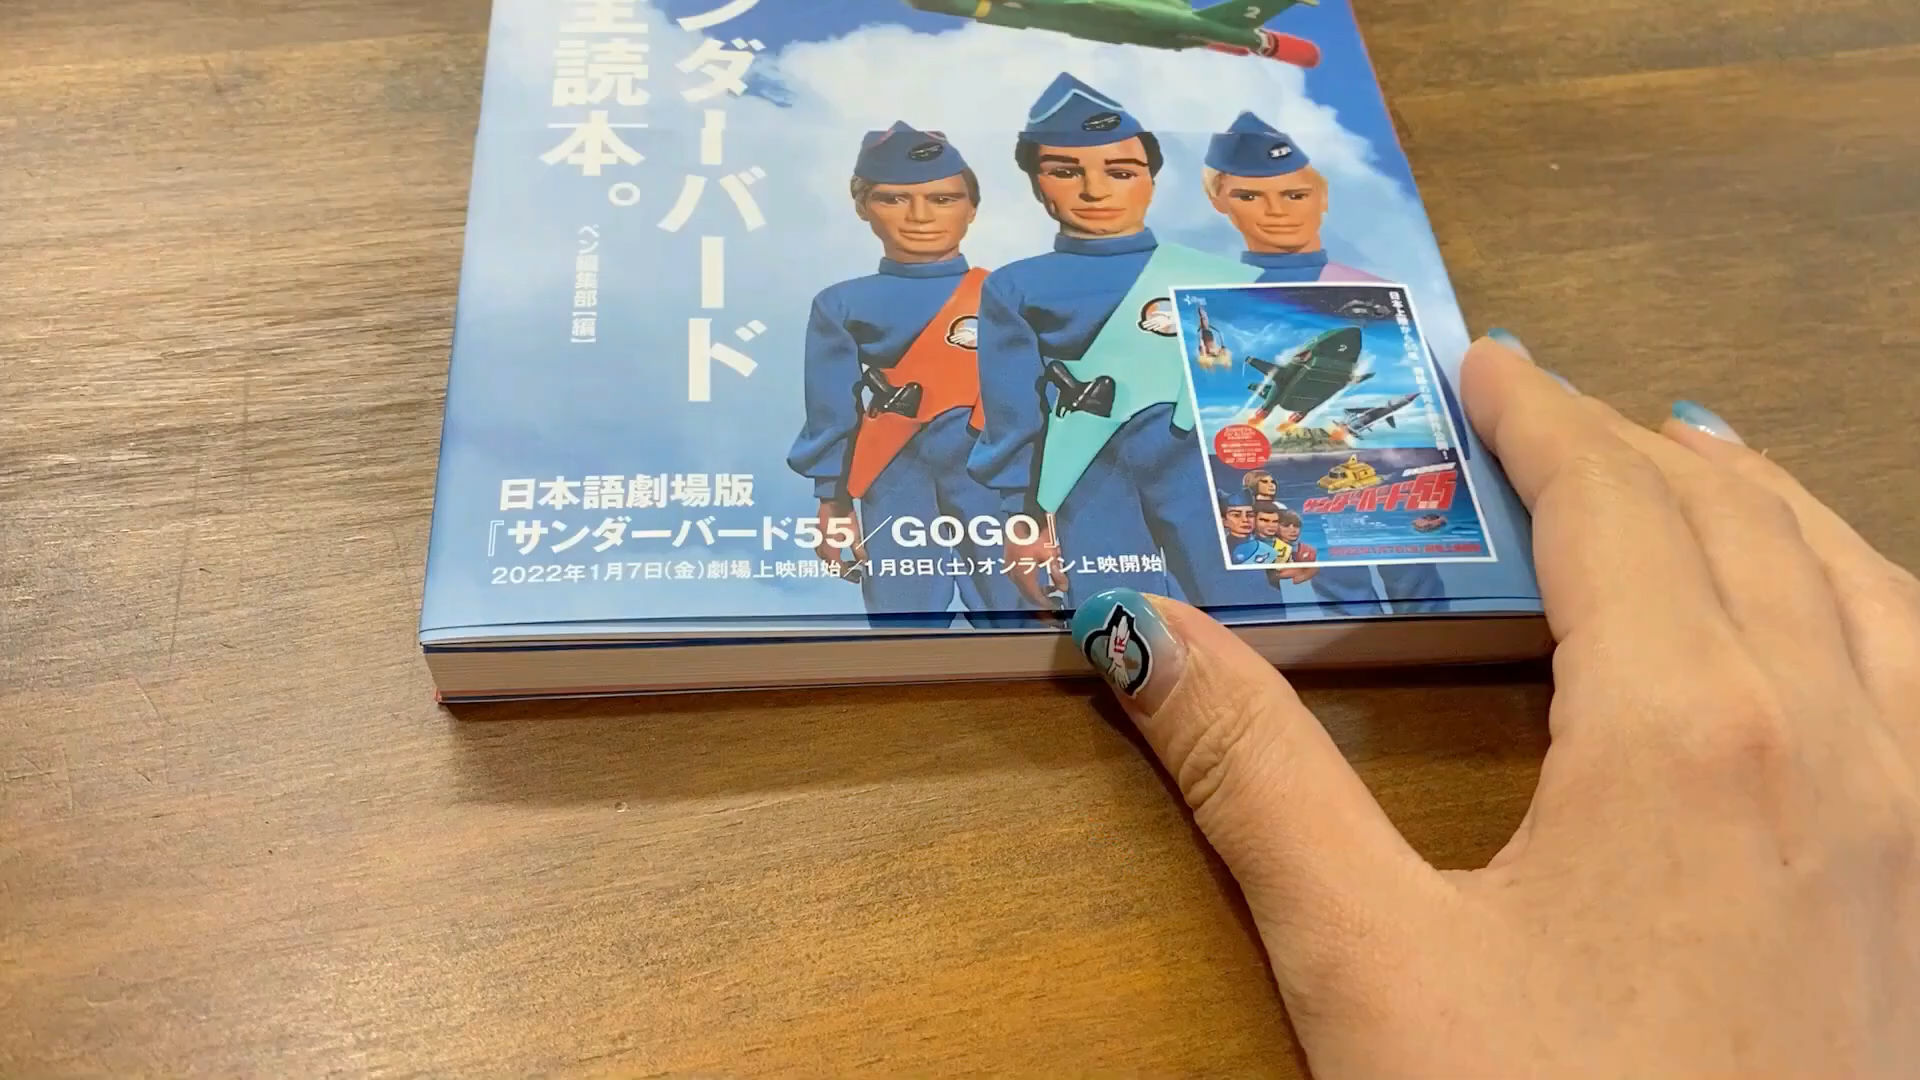 ンダーバード
読本。
ペン編集部[編]
日本語劇場版
『サンダーバード55/GOGO』
2022年1月7日(金)劇場上映開始/1月8日(土)オンライン上映開始
2
サンダーバード55
IR